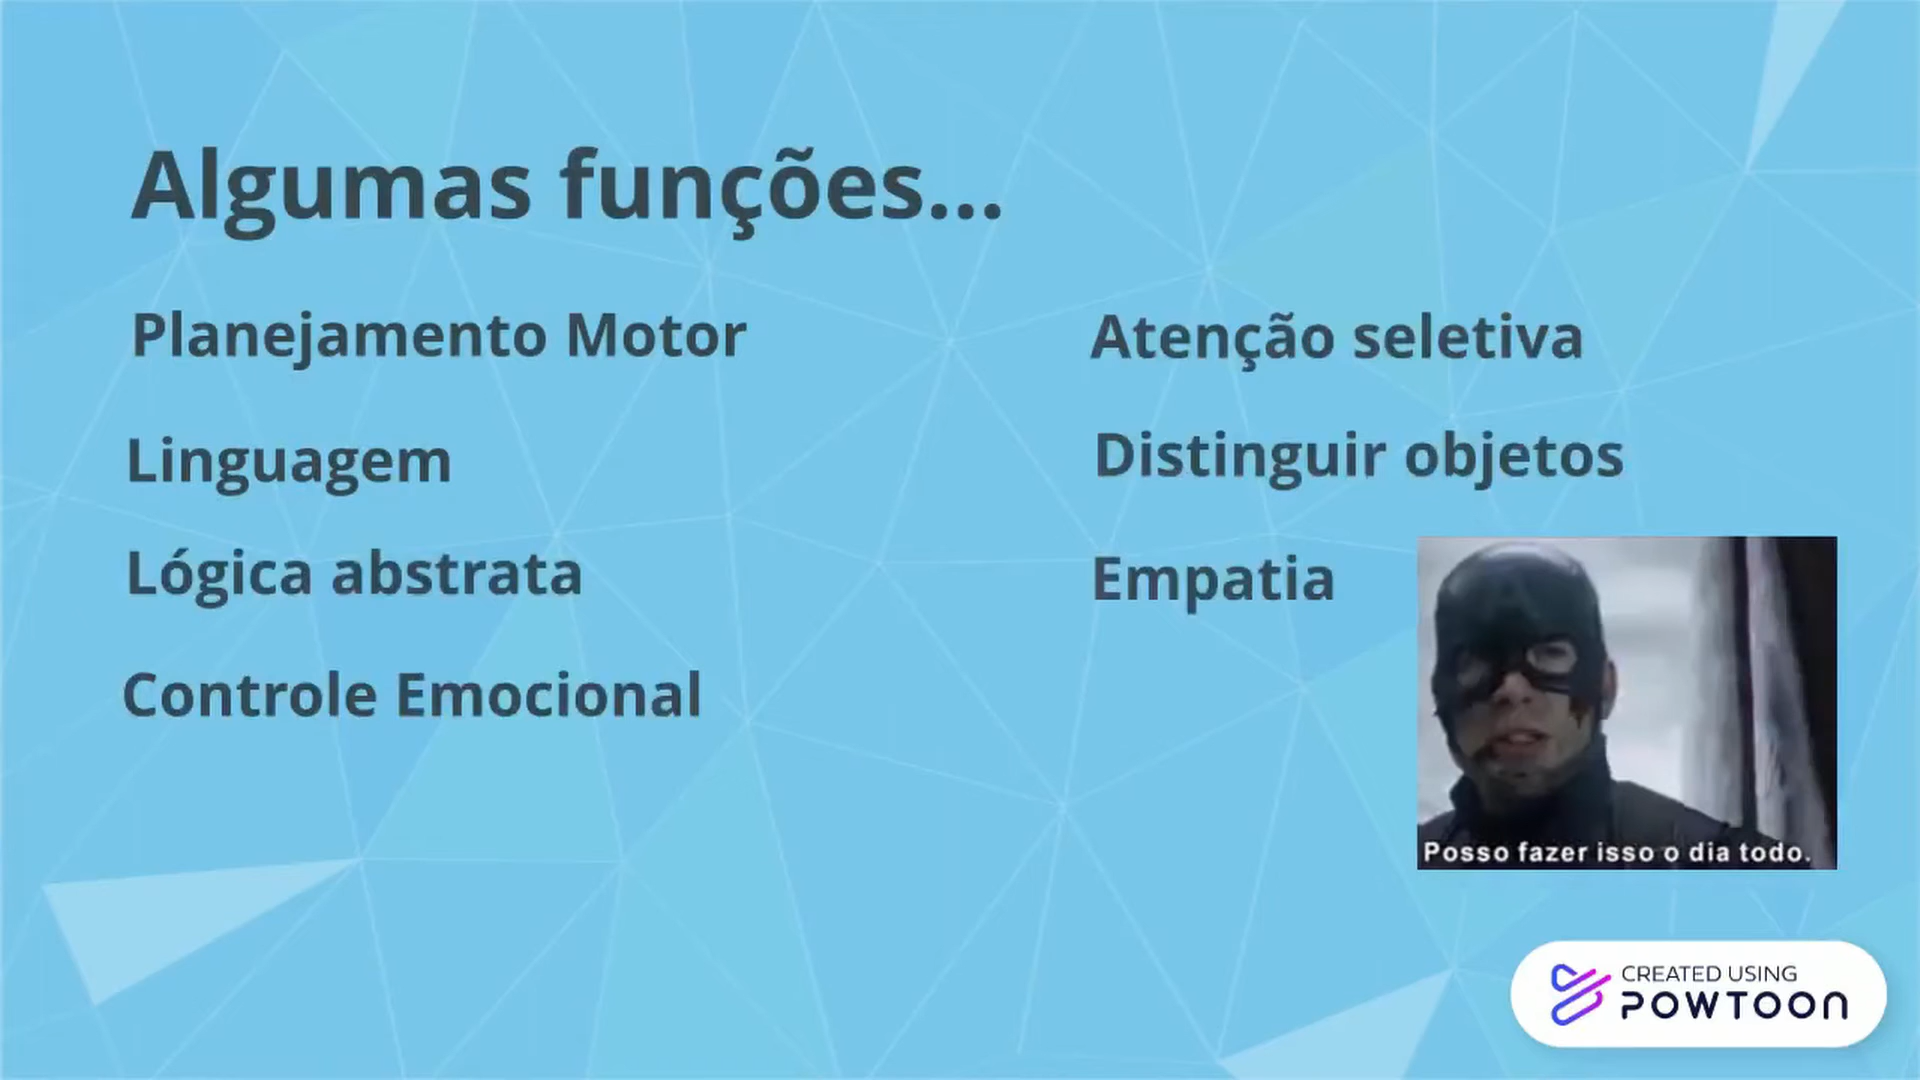 Algumas funções...
Planejamento Motor
Linguagem
Lógica abstrata
Controle Emocional
Atenção seletiva
Distinguir objetos
Empatia
Posso fazer isso o dia todo.
CREATED USING
POWTOON